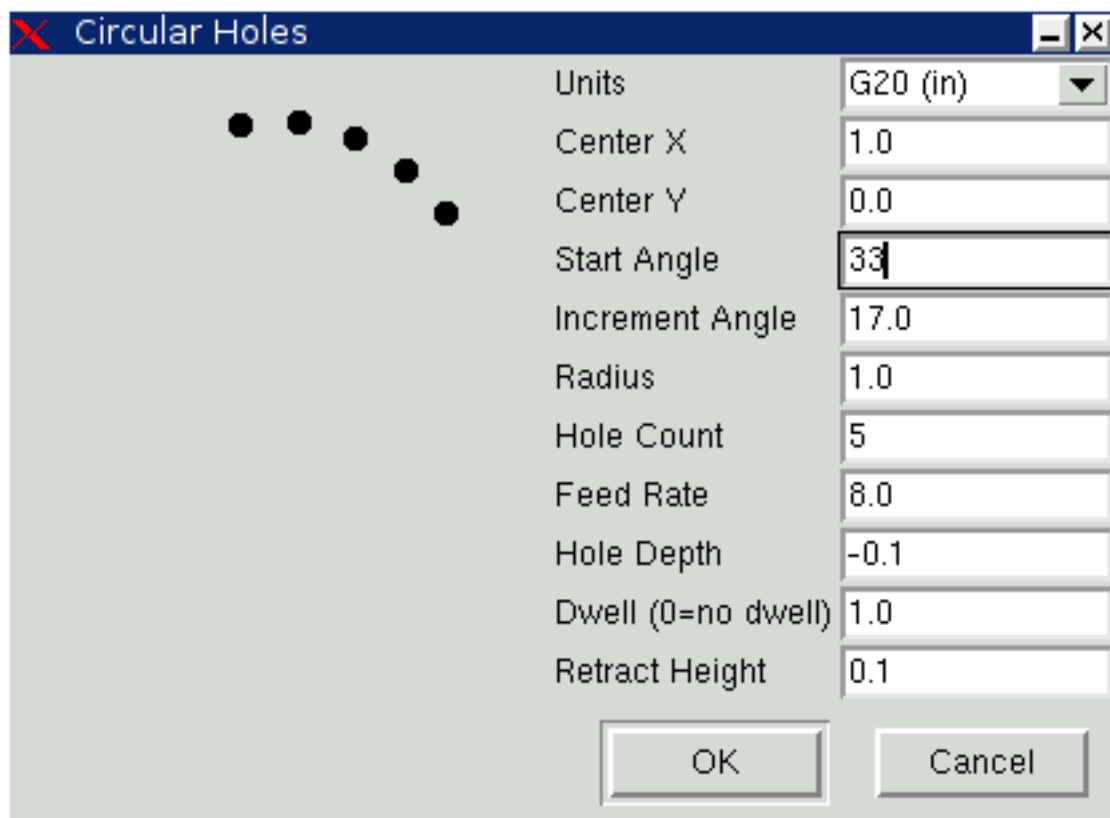 Circular Holes
Units G20 (in)
Center X 1.0
Center Y 0.0
Start Angle 33
Increment Angle 17.0
Radius 1.0
Hole Count 5
Feed Rate 8.0
Hole Depth -0.1
Dwell (0=no dwell) 1.0
Retract Height 0.1
OK Cancel